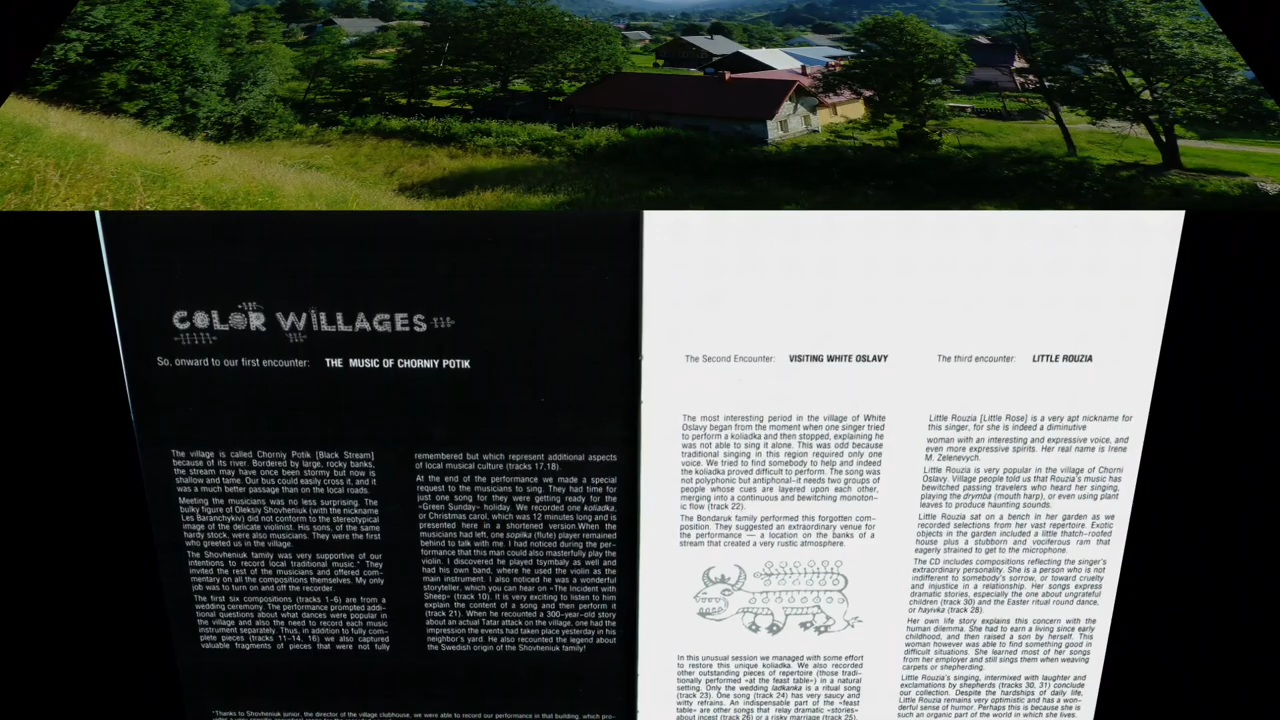 COLOR WILLAGES
So, onward to our first encounter: THE MUSIC OF CHORNIY POTIK
The village is called Chorniy Potik [Black Stream]
because of its river. Bordered by large, rocky banks,
the stream may have once been stormy but now is
shallow and tame. Our bus could easily cross it, and it
was a much better passage than on the local roads.
Meeting the musicians was no less surprising. The
bulky figure of Oleksiy Shovheniuk (with the nickname
Les Baranchykiv) did not conform to the stereotypical
image of the delicate violinist. His sons, of the same
hardy stock, were also musicians. They were the first
who greeted us in the village.
The Shovheniuk family was very supportive of our
intentions to record local traditional music.* They
invited the rest of the musicians and offered com–
mentary on all the compositions themselves. My only
job was to turn on and off the recorder.
The first six compositions (tracks 1–6) are from a
wedding ceremony. The performance prompted addi–
tional questions about what dances were popular in
the village and also the need to record each music
instrument separately. Thus, in addition to fully com–
plete pieces (tracks 11–14, 16) we also captured
valuable fragments of pieces that were not fully
remembered but which represent additional aspects
of local musical culture (tracks 17,18).
At the end of the performance we made a special
request to the musicians to sing. They had time for
just one song for they were getting ready for the
«Green Sunday» holiday. We recorded one koliadka,
or Christmas carol, which was 12 minutes long and is
presented here in a shortened version.When the
musicians had left, one sopilka (flute) player remained
behind to talk with me. I had noticed during the per–
formance that this man could also masterfully play the
violin. I discovered he played tsymbaly as well and
had his own band, where he used the violin as the
main instrument. I also noticed he was a wonderful
storyteller, which you can hear on «The Incident with
Sheep» (track 10). It is very exciting to listen to him
explain the content of a song and then perform it
(track 21). When he recounted a 300–year–old story
about an actual Tatar attack on the village, one had the
impression the events had taken place yesterday in his
neighbor's yard. He also recounted the legend about
the Swedish origin of the Shovheniuk family!
*Thanks to Shovheniuk junior, the director of the village clubhouse, we were able to record our performance in that building, which pro–
The Second Encounter: VISITING WHITE OSLAVY
The most interesting period in the village of White
Oslavy began from the moment when one singer tried
to perform a koliadka and then stopped, explaining he
was not able to sing it alone. This was odd because
traditional singing in this region required only one
voice. We tried to find somebody to help and indeed
the koliadka proved difficult to perform. The song was
not polyphonic but antiphonal–it needs two groups of
people whose cues are layered upon each other,
merging into a continuous and bewitching monoton–
ic flow (track 22).
The Bondaruk family performed this forgotten com–
position. They suggested an extraordinary venue for
the performance — a location on the banks of a
stream that created a very rustic atmosphere.
In this unusual session we managed with some effort
to restore this unique koliadka. We also recorded
other outstanding pieces of repertoire (those tradi–
tionally performed «at the feast table») in a natural
setting. Only the wedding ladkanka is a ritual song
(track 23). One song (track 24) has very saucy and
witty refrains. An indispensable part of the «feast
table» are other songs that relay dramatic «stories»
about incest (track 26) or a risky marriage (track 25).
The third encounter: LITTLE ROUZIA
Little Rouzia [Little Rose] is a very apt nickname for
this singer, for she is indeed a diminutive
woman with an interesting and expressive voice, and
even more expressive spirits. Her real name is Irene
M. Zelenevych.
Little Rouzia is very popular in the village of Chorni
Oslavy. Village people told us that Rouzia's music has
bewitched passing travelers who heard her singing,
playing the drymba (mouth harp), or even using plant
leaves to produce haunting sounds.
Little Rouzia sat on a bench in her garden as we
recorded selections from her vast repertoire. Exotic
objects in the garden included a little thatch–roofed
house plus a stubborn and vociferous ram that
eagerly strained to get to the microphone.
The CD includes compositions reflecting the singer's
extraordinary personality. She is a person who is not
indifferent to somebody's sorrow, or toward cruelty
and injustice in a relationship. Her songs express
dramatic stories, especially the one about ungrateful
children (track 30) and the Easter ritual round dance,
or hayivka (track 28).
Her own life story explains this concern with the
human dilemma. She had to earn a living since early
childhood, and then raised a son by herself. This
woman however was able to find something good in
difficult situations. She learned most of her songs
from her employer and still sings them when weaving
carpets or shepherding.
Little Rouzia's singing, intermixed with laughter and
exclamations by shepherds (tracks 30, 31) conclude
our collection. Despite the hardships of daily life,
Little Rouzia remains very optimistic and has a won–
derful sense of humor. Perhaps this is because she is
such an organic part of the world in which she lives.